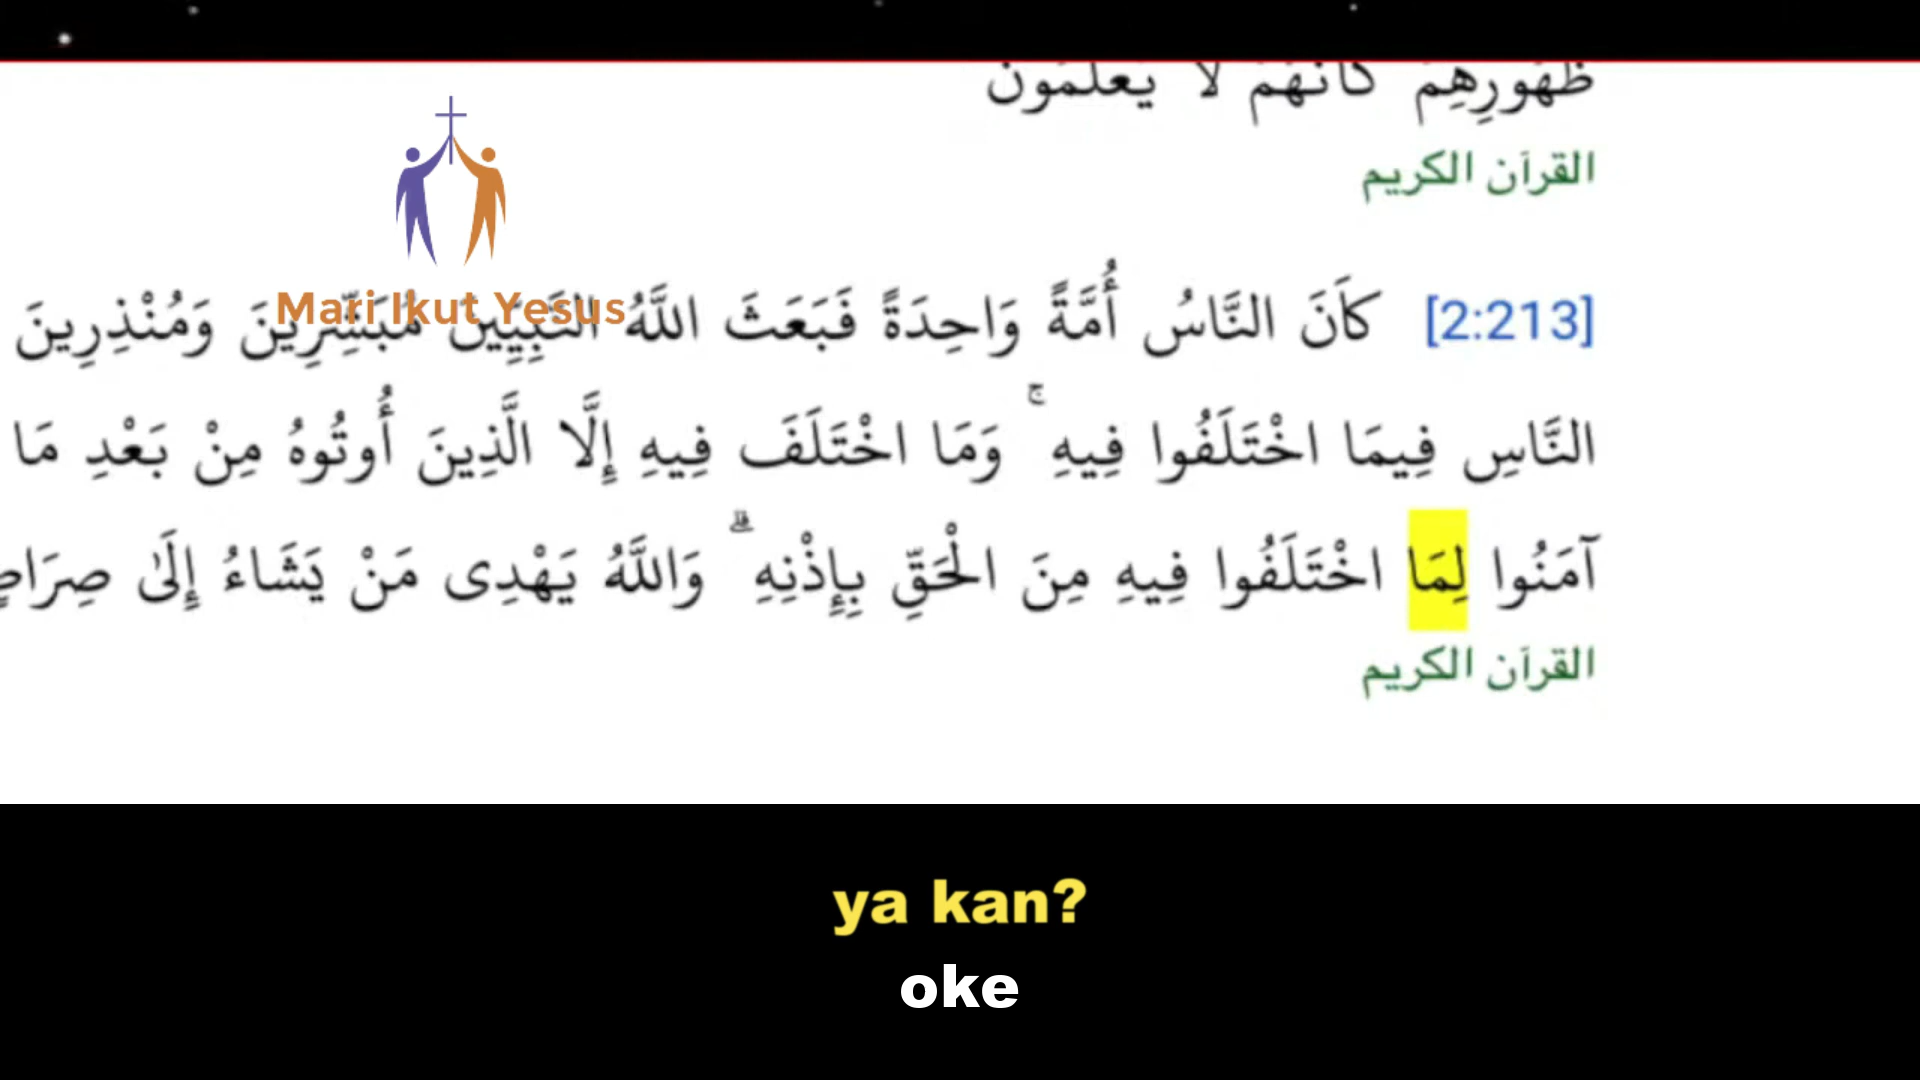 ظُهُورِهِمْ كَأَنَّهُمْ لَا يَعْلَمُونَ
القرآن الكريم
Mari Ikut Yesus
[2:213] كَانَ النَّاسُ أُمَّةً وَاحِدَةً فَبَعَثَ اللَّهُ النَّبِيِّينَ مُبَشِّرِينَ وَمُنْذِرِينَ
النَّاسِ فِيمَا اخْتَلَفُوا فِيهِ ۚ وَمَا اخْتَلَفَ فِيهِ إِلَّا الَّذِينَ أُوتُوهُ مِنْ بَعْدِ مَا
آمَنُوا لِمَا اخْتَلَفُوا فِيهِ مِنَ الْحَقِّ بِإِذْنِهِ ۗ وَاللَّهُ يَهْدِي مَنْ يَشَاءُ إِلَىٰ
القرآن الكريم
ya kan?
oke